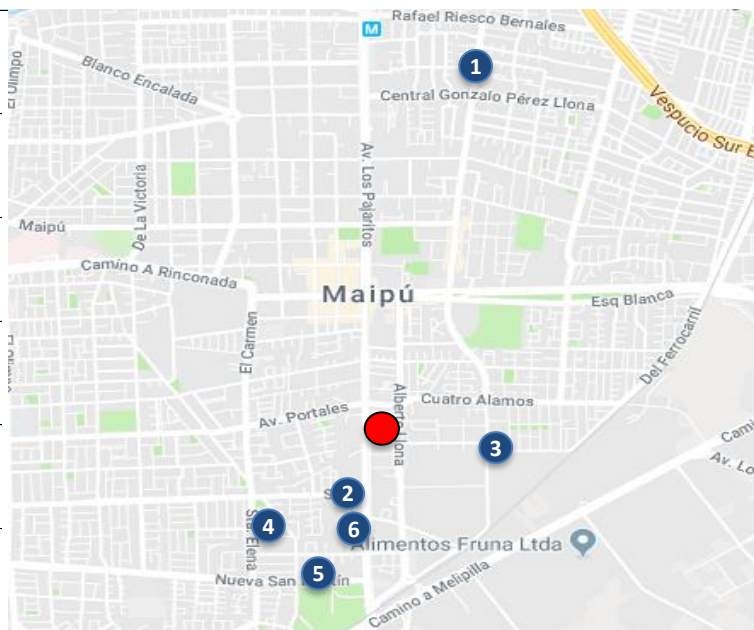 Rafael Riesco Bernales
M
1
El Olimpo
Blanco Encalada
Central Gonzalo Pérez Llona
Vespucio Sur E
De La Victoria
Av. Los Pajaritos
Maipú
Camino A Rinconada
Maipú
Esq Blanca
El Carmen
Del Ferrocarril
Av. Portales
Alberto Llona
Cuatro Alamos
Cami
3
Av. Lo
S
2
Sta. Elena
4
6
Alimentos Fruna Ltda
5
Nueva San Martín
Camino a Melipilla